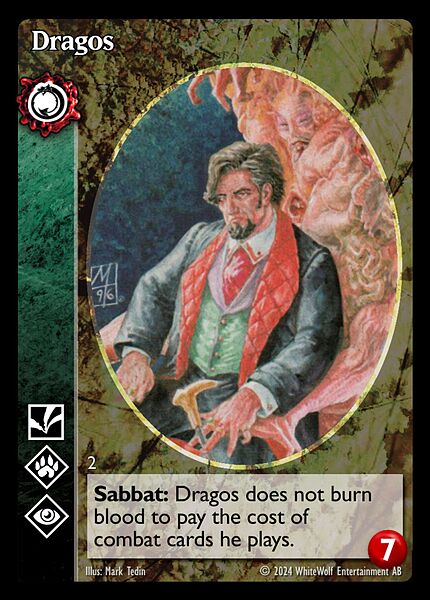 Dragos
M
96
2
Sabbat: Dragos does not burn
blood to pay the cost of
combat cards he plays.
7
Illus: Mark Tedin
© 2024 WhiteWolf Entertainment AB